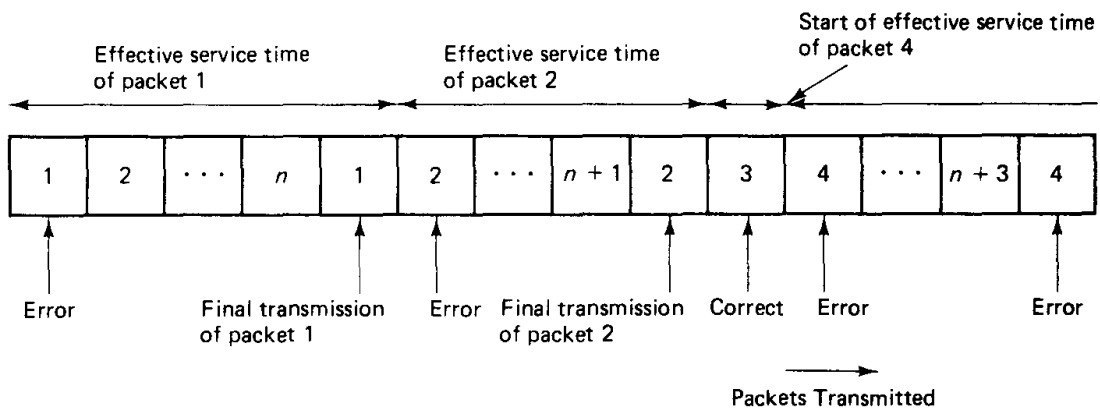 Start of effective service time
of packet 4
Effective service time
of packet 1
Effective service time
of packet 2
1 2 · · · n 1 2 · · · n + 1 2 3 4 · · · n + 3 4
Error
Final transmission
of packet 1
Error
Final transmission
of packet 2
Correct
Error
Error
Packets Transmitted